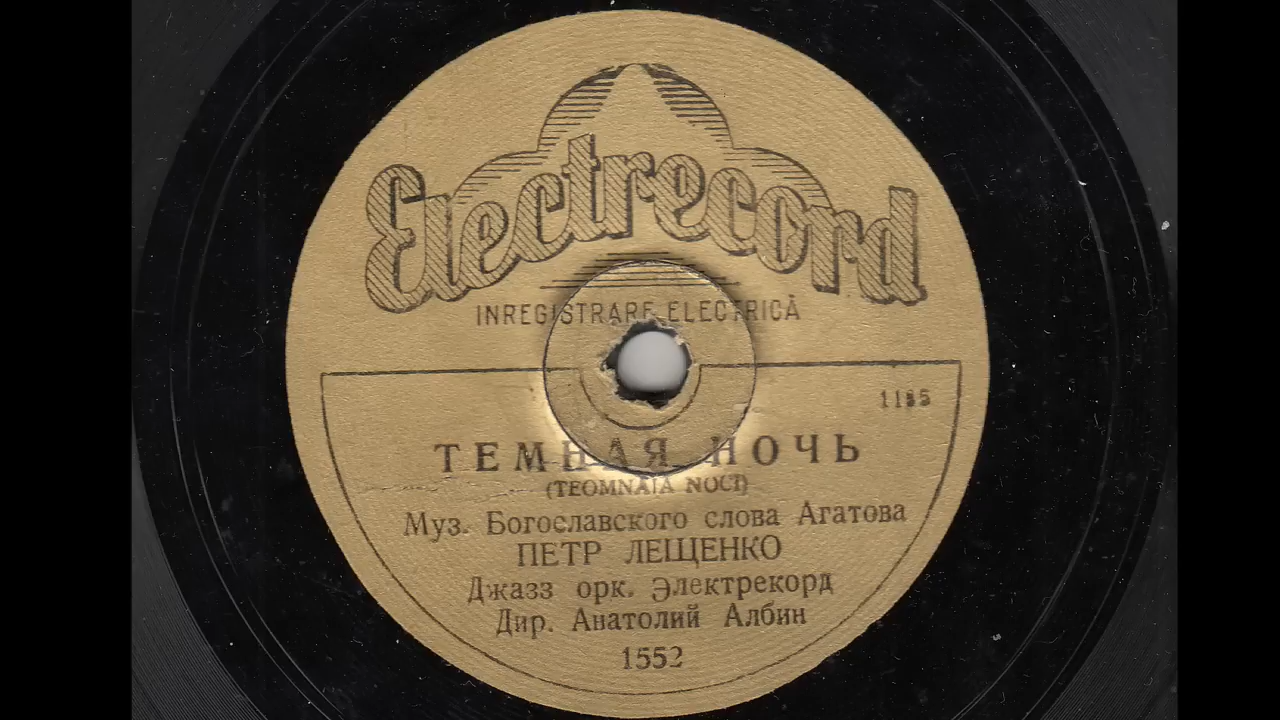 Electrecord
INREGISTRARE ELECTRICĂ
1185
ТЕМНАЯ НОЧЬ
(TEOMNAIA NOCI)
Муз. Богославского слова Агатова
ПЕТР ЛЕЩЕНКО
Джазз орк. Электрекорд
Дир. Анатолий Албин
1552